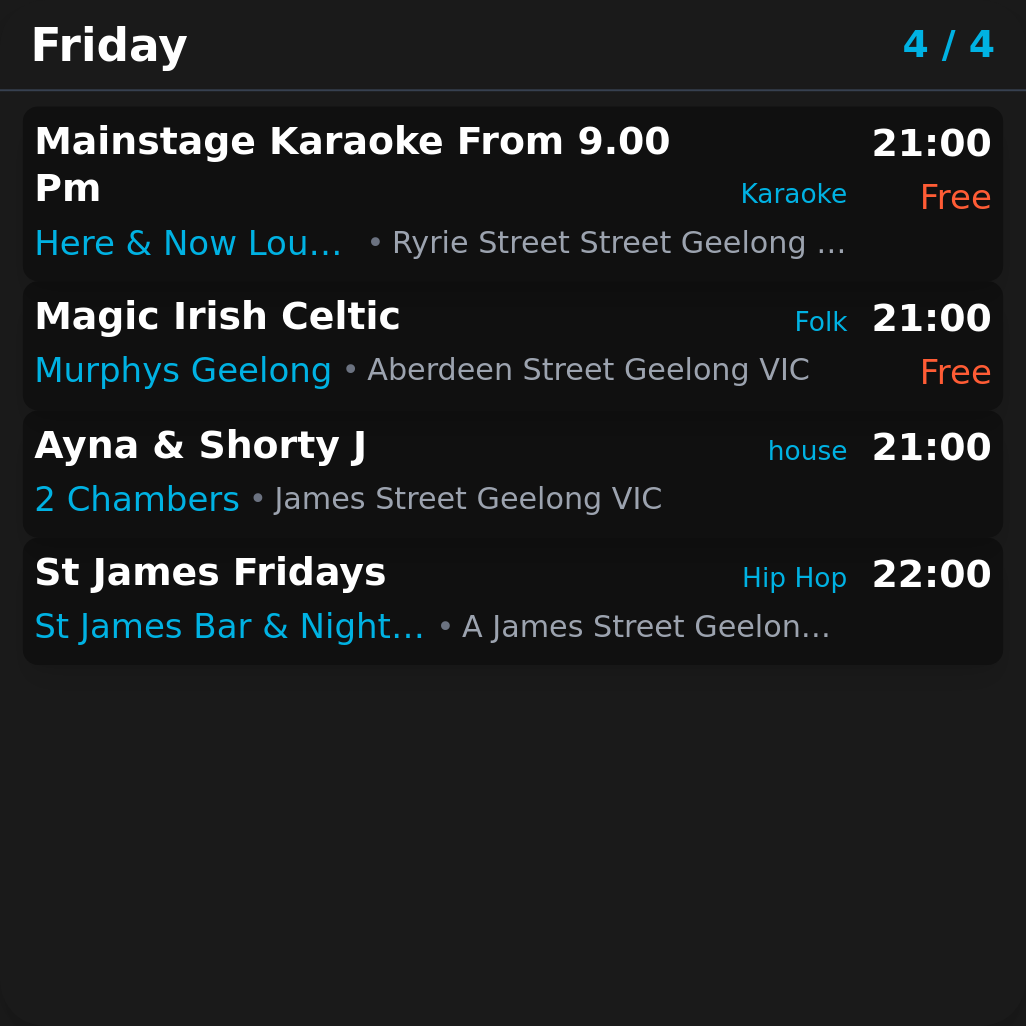 Friday 4 / 4
Mainstage Karaoke From 9.00 21:00
Pm Karaoke Free
Here & Now Lou... • Ryrie Street Street Geelong ...
Magic Irish Celtic Folk 21:00
Murphys Geelong • Aberdeen Street Geelong VIC Free
Ayna & Shorty J house 21:00
2 Chambers • James Street Geelong VIC
St James Fridays Hip Hop 22:00
St James Bar & Night... • A James Street Geelon...